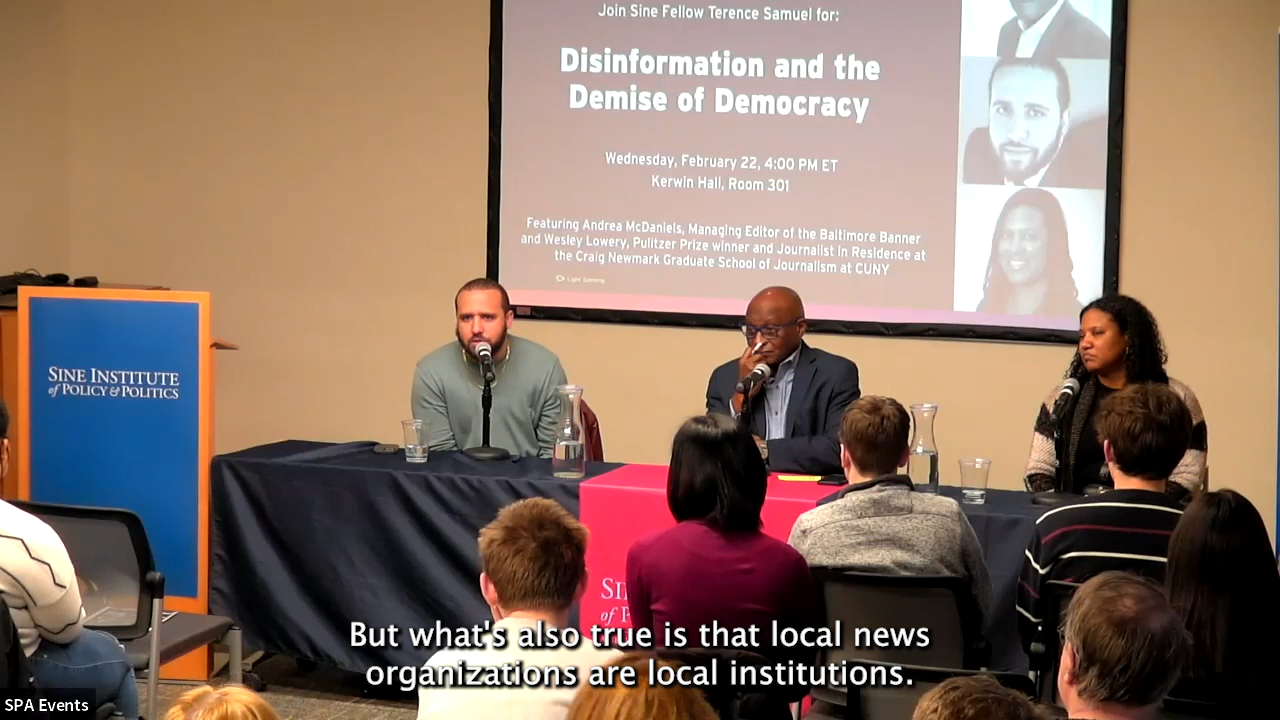 Join Sine Fellow Terence Samuel for:
Disinformation and the
Demise of Democracy
Wednesday, February 22, 4:00 PM ET
Kerwin Hall, Room 301
Featuring Andrea McDaniels, Managing Editor of the Baltimore Banner
and Wesley Lowery, Pulitzer Prize winner and Journalist in Residence at
the Craig Newmark Graduate School of Journalism at CUNY
SINE INSTITUTE
of POLICY & POLITICS
But what's also true is that local news
organizations are local institutions.
SPA Events